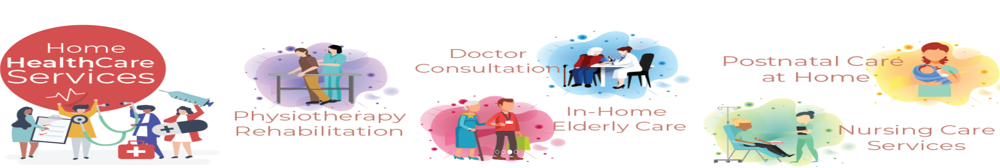 Home
HealthCare
Services
Physiotherapy
Rehabilitation
Doctor
Consultation
In-Home
Elderly Care
Postnatal Care
at Home
Nursing Care
Services